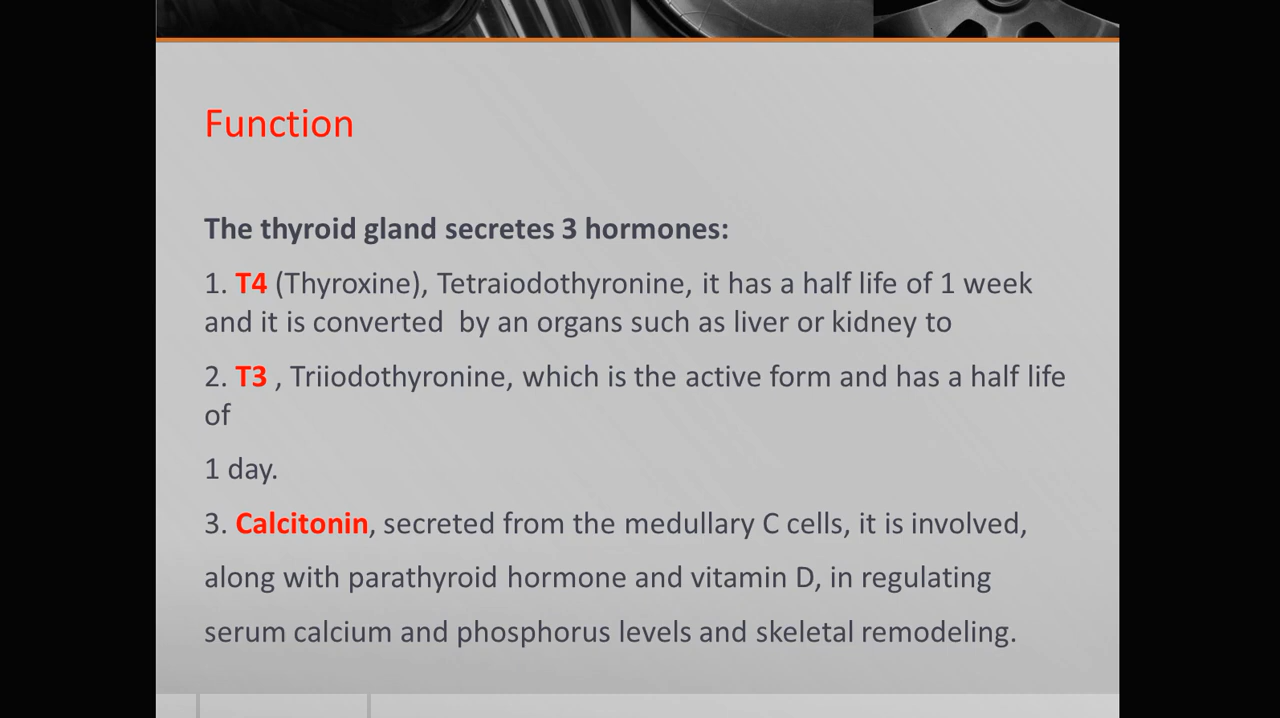 Function
The thyroid gland secretes 3 hormones:
1. T4 (Thyroxine), Tetraiodothyronine, it has a half life of 1 week
and it is converted  by an organs such as liver or kidney to
2. T3 , Triiodothyronine, which is the active form and has a half life
of
1 day.
3. Calcitonin, secreted from the medullary C cells, it is involved,
along with parathyroid hormone and vitamin D, in regulating
serum calcium and phosphorus levels and skeletal remodeling.